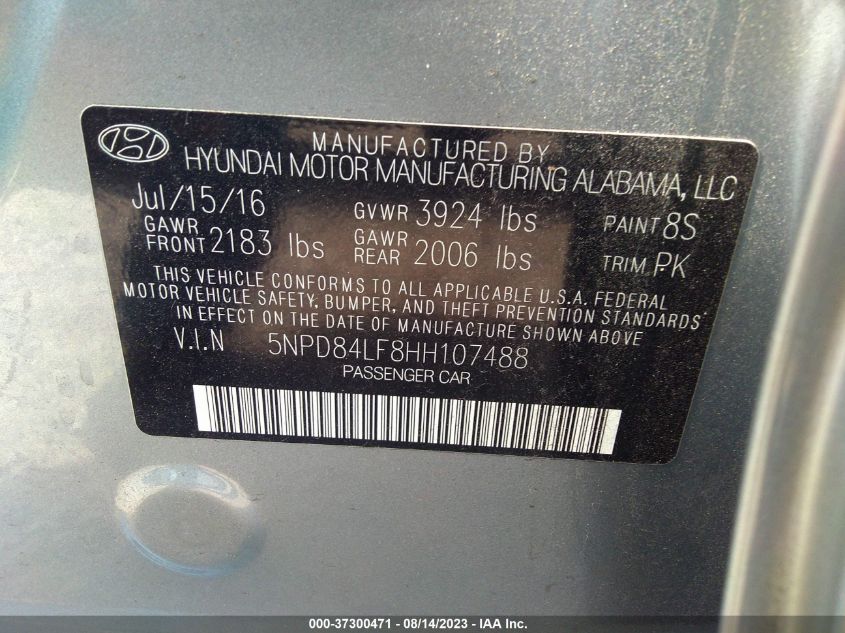 MANUFACTURED BY
HYUNDAI MOTOR MANUFACTURING ALABAMA, LLC
Jul/15/16 GVWR 3924 lbs PAINT 8S
GAWR FRONT 2183 lbs GAWR REAR 2006 lbs TRIM PK
THIS VEHICLE CONFORMS TO ALL APPLICABLE U.S.A. FEDERAL
MOTOR VEHICLE SAFETY, BUMPER, AND THEFT PREVENTION STANDARDS
IN EFFECT ON THE DATE OF MANUFACTURE SHOWN ABOVE
V.I.N 5NPD84LF8HH107488
PASSENGER CAR
000-37300471 - 08/14/2023 - IAA Inc.